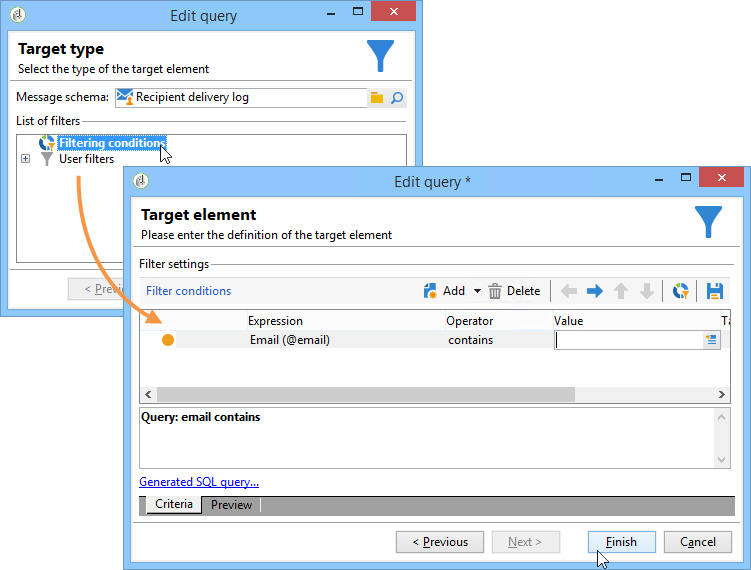 Edit query
Target type
Select the type of the target element
Message schema: Recipient delivery log
List of filters
Filtering conditions
User filters
Edit query *
Target element
Please enter the definition of the target element
Filter settings
Filter conditions Add Delete
Expression Operator Value
Email (@email) contains
Query: email contains
Generated SQL query...
Criteria Preview
< Previous Next > Finish Cancel